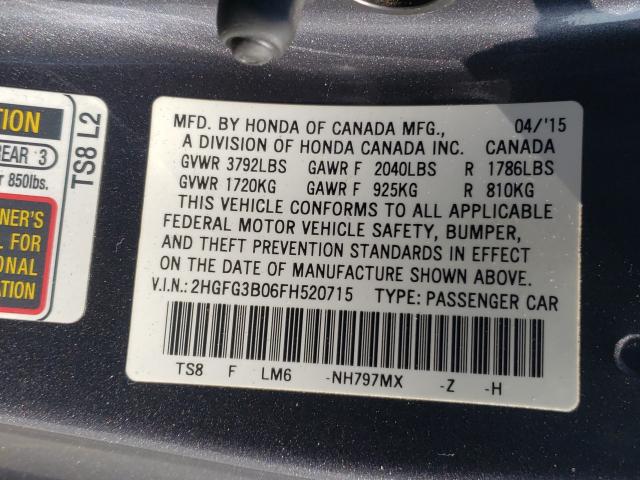 TION
REAR 3
r 850lbs.
NER'S
L FOR
ONAL
ATION
TS8 L2
MFD. BY HONDA OF CANADA MFG., 04/'15
A DIVISION OF HONDA CANADA INC. CANADA
GVWR 3792LBS GAWR F 2040LBS R 1786LBS
GVWR 1720KG GAWR F 925KG R 810KG
THIS VEHICLE CONFORMS TO ALL APPLICABLE
FEDERAL MOTOR VEHICLE SAFETY, BUMPER,
AND THEFT PREVENTION STANDARDS IN EFFECT
ON THE DATE OF MANUFACTURE SHOWN ABOVE.
V.I.N.: 2HGFG3B06FH520715 TYPE: PASSENGER CAR
TS8 F LM6 -NH797MX -Z -H